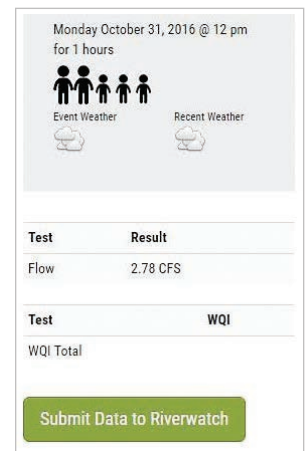 Monday October 31, 2016 @ 12 pm
for 1 hours
Event Weather Recent Weather
Test Result
Flow 2.78 CFS
Test WQI
WQI Total
Submit Data to Riverwatch